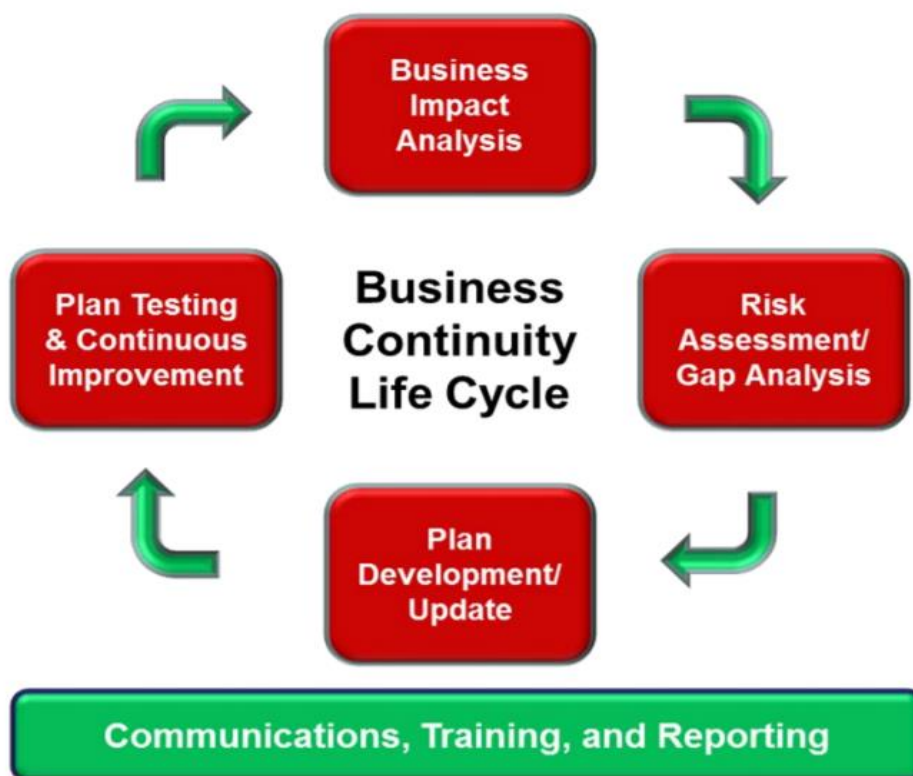 Business
Impact
Analysis
Plan Testing
& Continuous
Improvement
Business
Continuity
Life Cycle
Risk
Assessment/
Gap Analysis
Plan
Development/
Update
Communications, Training, and Reporting